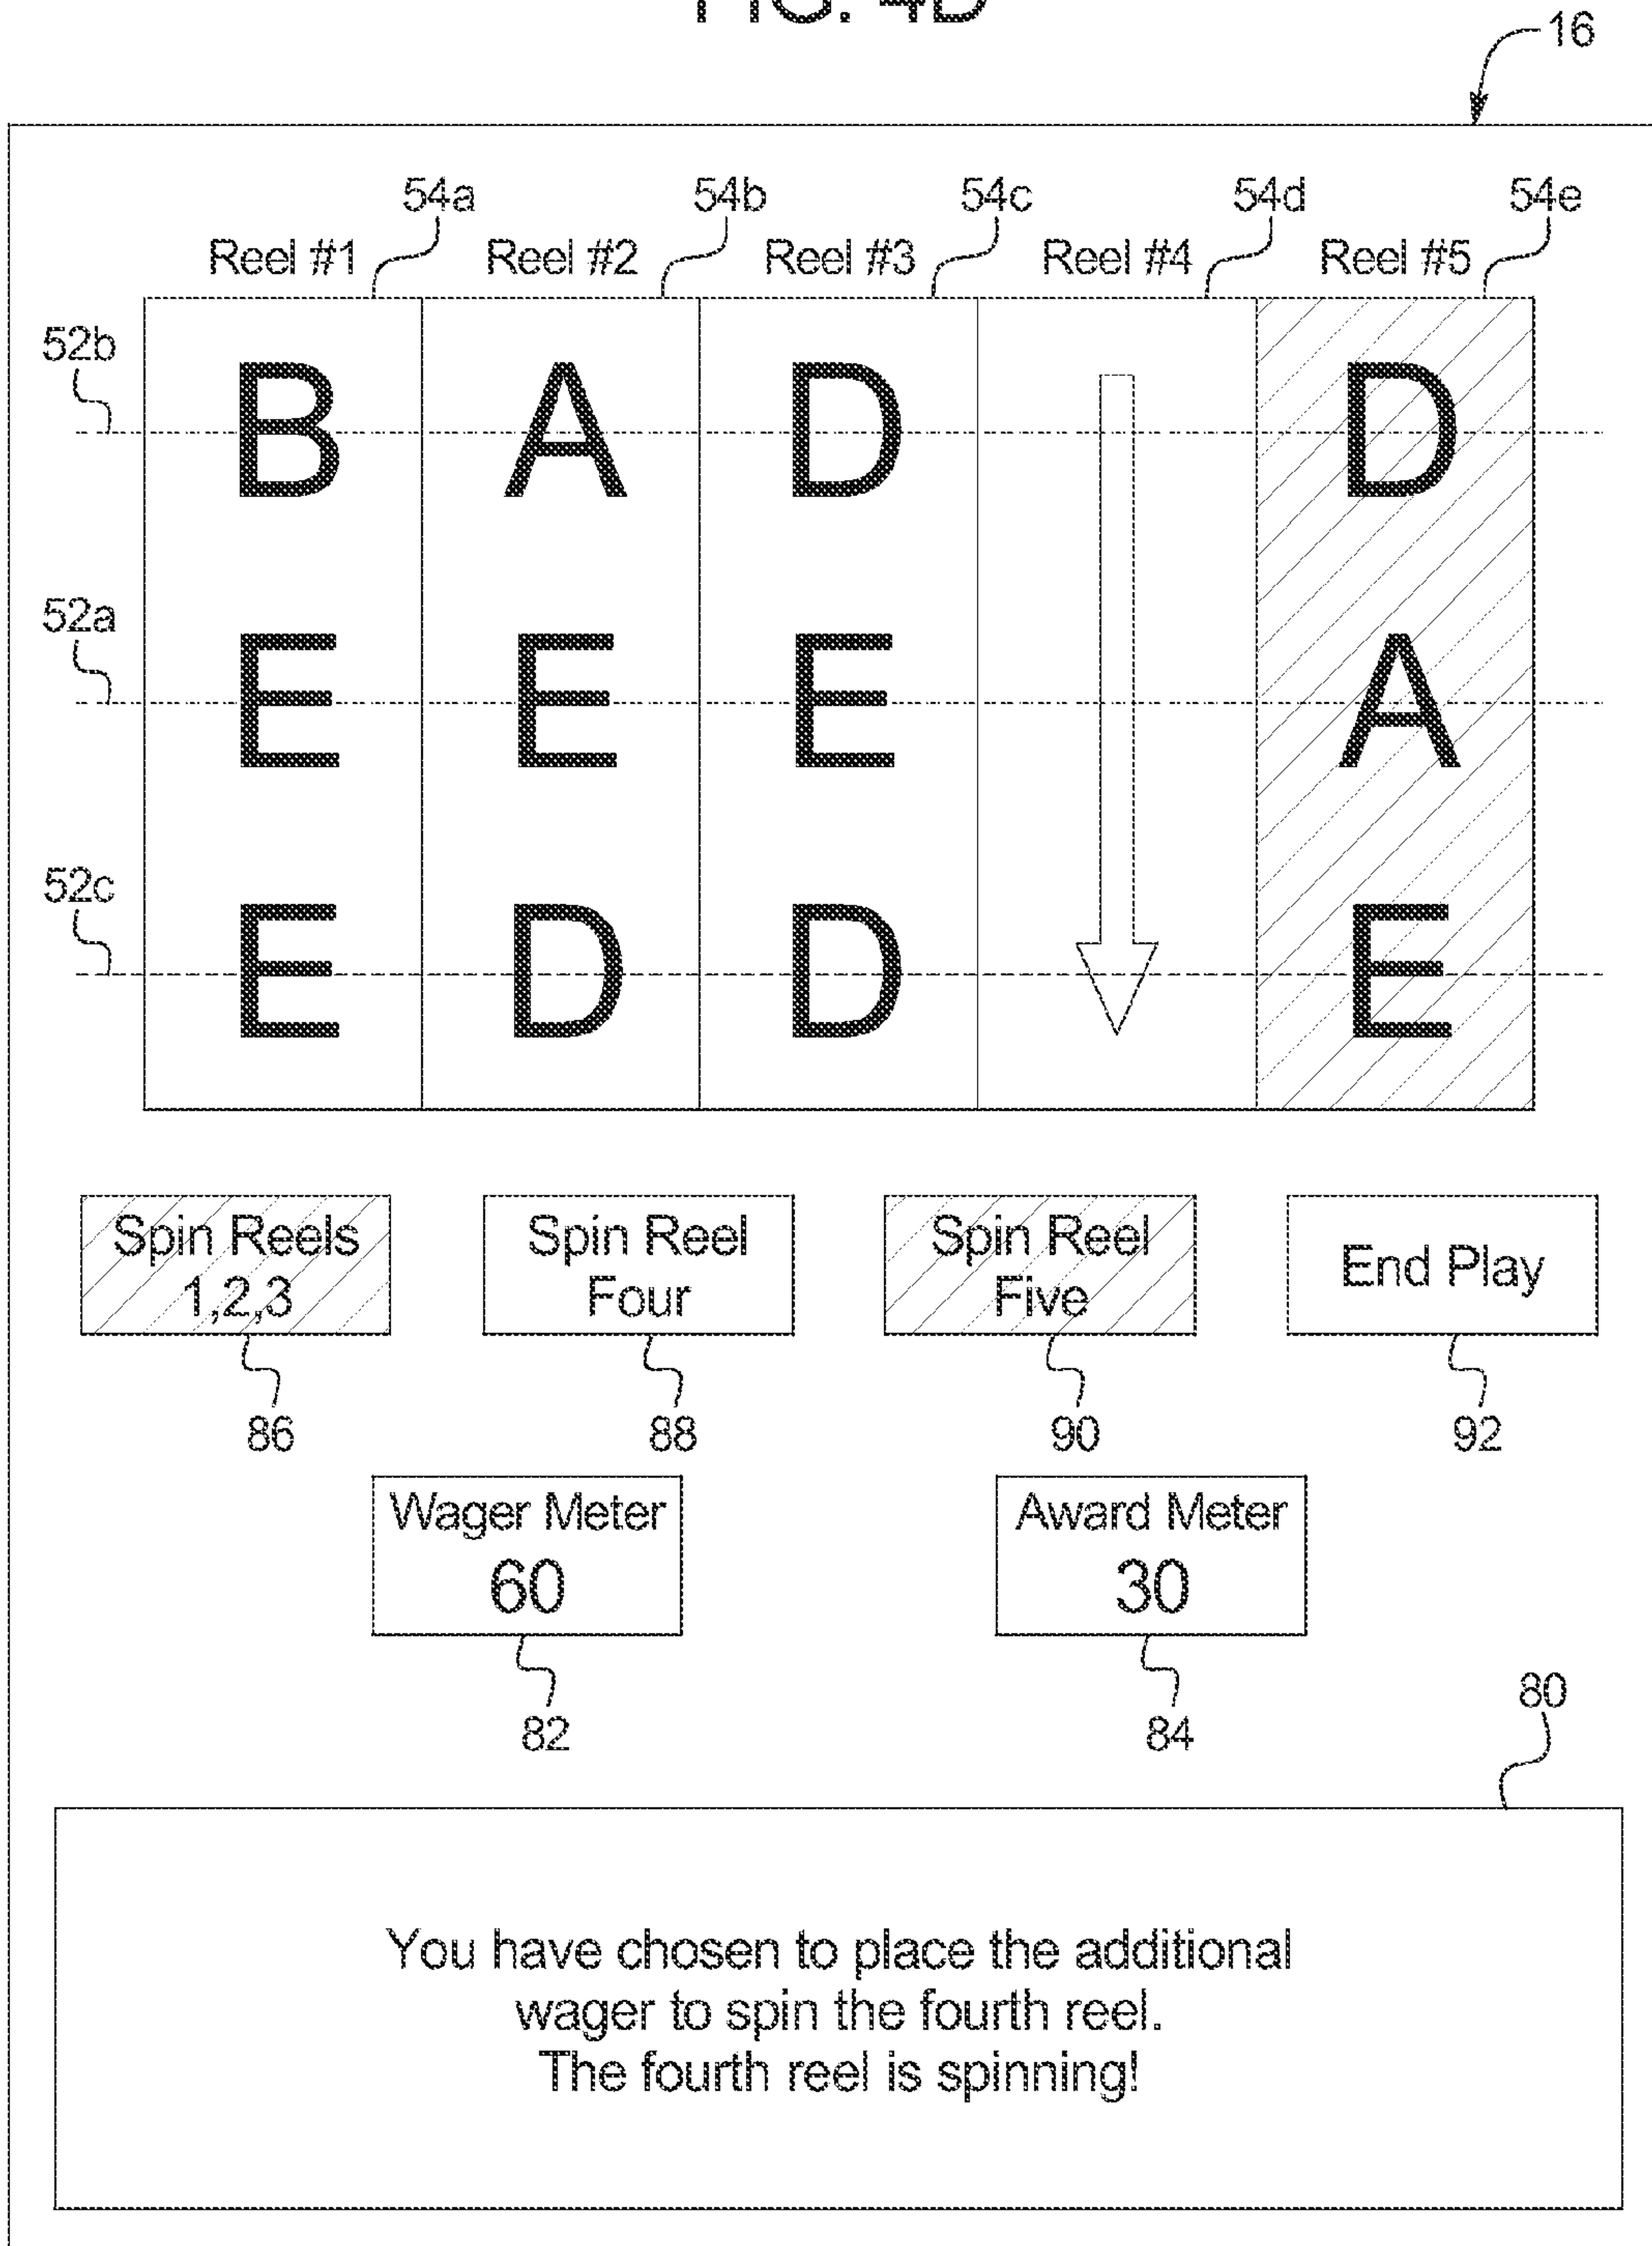 FIG. 4D
16
54a 54b 54c 54d 54e
Reel #1 Reel #2 Reel #3 Reel #4 Reel #5
52b
B A D D
52a
E E E A
52c
E D D E
Spin Reels Spin Reel Spin Reel End Play
1,2,3 Four Five
86 88 90 92
Wager Meter Award Meter
60 30
82 84
80
You have chosen to place the additional
wager to spin the fourth reel.
The fourth reel is spinning!